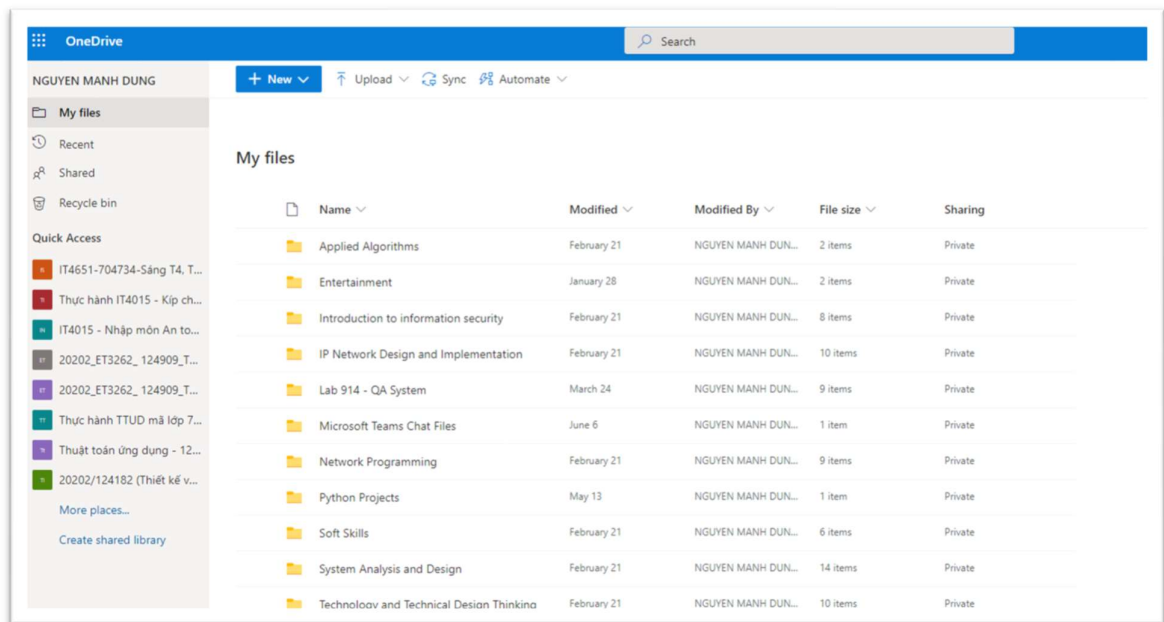 OneDrive
Search
NGUYEN MANH DUNG
New Upload Sync Automate
My files
Recent
Shared
Recycle bin
Quick Access
IT4651-704734-Sáng T4, T...
Thực hành IT4015 - Kíp ch...
IT4015 - Nhập môn An to...
20202_ET3262_ 124909_T...
20202_ET3262_ 124909_T...
Thực hành TTUD mã lớp 7...
Thuật toán ứng dụng - 12...
20202/124182 (Thiết kế v...
More places...
Create shared library
My files
Name Modified Modified By File size Sharing
Applied Algorithms February 21 NGUYEN MANH DUN... 2 items Private
Entertainment January 28 NGUYEN MANH DUN... 2 items Private
Introduction to information security February 21 NGUYEN MANH DUN... 8 items Private
IP Network Design and Implementation February 21 NGUYEN MANH DUN... 10 items Private
Lab 914 - QA System March 24 NGUYEN MANH DUN... 9 items Private
Microsoft Teams Chat Files June 6 NGUYEN MANH DUN... 1 item Private
Network Programming February 21 NGUYEN MANH DUN... 9 items Private
Python Projects May 13 NGUYEN MANH DUN... 1 item Private
Soft Skills February 21 NGUYEN MANH DUN... 6 items Private
System Analysis and Design February 21 NGUYEN MANH DUN... 14 items Private
Technology and Technical Design Thinking February 21 NGUYEN MANH DUN... 10 items Private